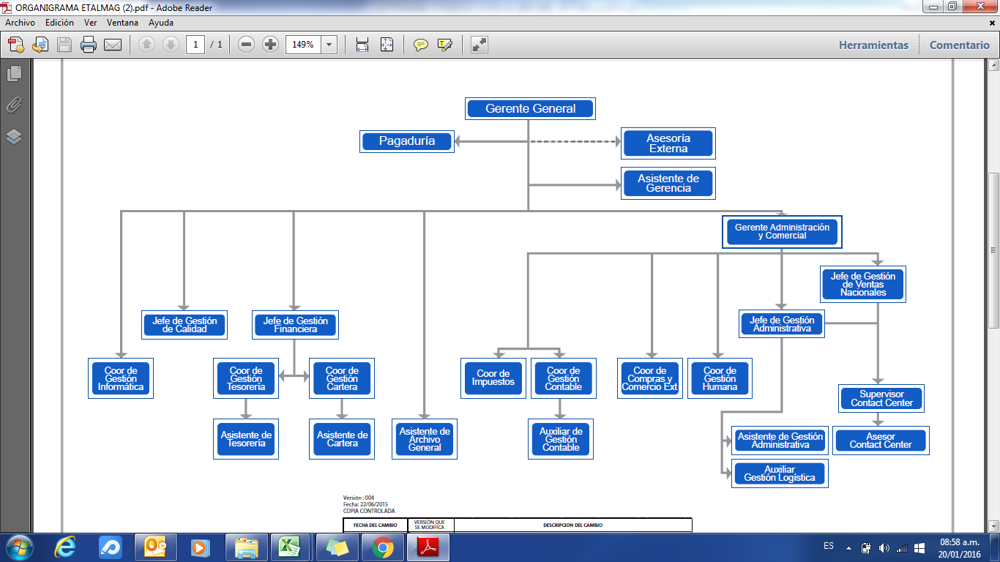 ORGANIGRAMA ETALMAG (2).pdf - Adobe Reader
Archivo Edición Ver Ventana Ayuda
1 / 1 149% Herramientas Comentario
Gerente General
Pagaduría
Asesoría
Externa
Asistente de
Gerencia
Gerente Administración
y Comercial
Jefe de Gestión
de Ventas
Nacionales
Jefe de Gestión
de Calidad
Jefe de Gestión
Financiera
Jefe de Gestión
Administrativa
Coor de
Gestión
Informática
Coor de
Gestión
Tesorería
Coor de
Gestión
Cartera
Coor de
Impuestos
Coor de
Gestión
Contable
Coor de
Compras y
Comercio Ext
Coor de
Gestión
Humana
Supervisor
Contact Center
Asistente de
Tesorería
Asistente de
Cartera
Asistente de
Archivo
General
Auxiliar de
Gestión
Contable
Asistente de Gestión
Administrativa
Asesor
Contact Center
Auxiliar
Gestión Logística
Versión : 004
Fecha: 22/06/2015
COPIA CONTROLADA
FECHA DEL CAMBIO
VERSIÓN QUE
SE MODIFICA
DESCRIPCION DEL CAMBIO
ES
08:58 a.m.
20/01/2016